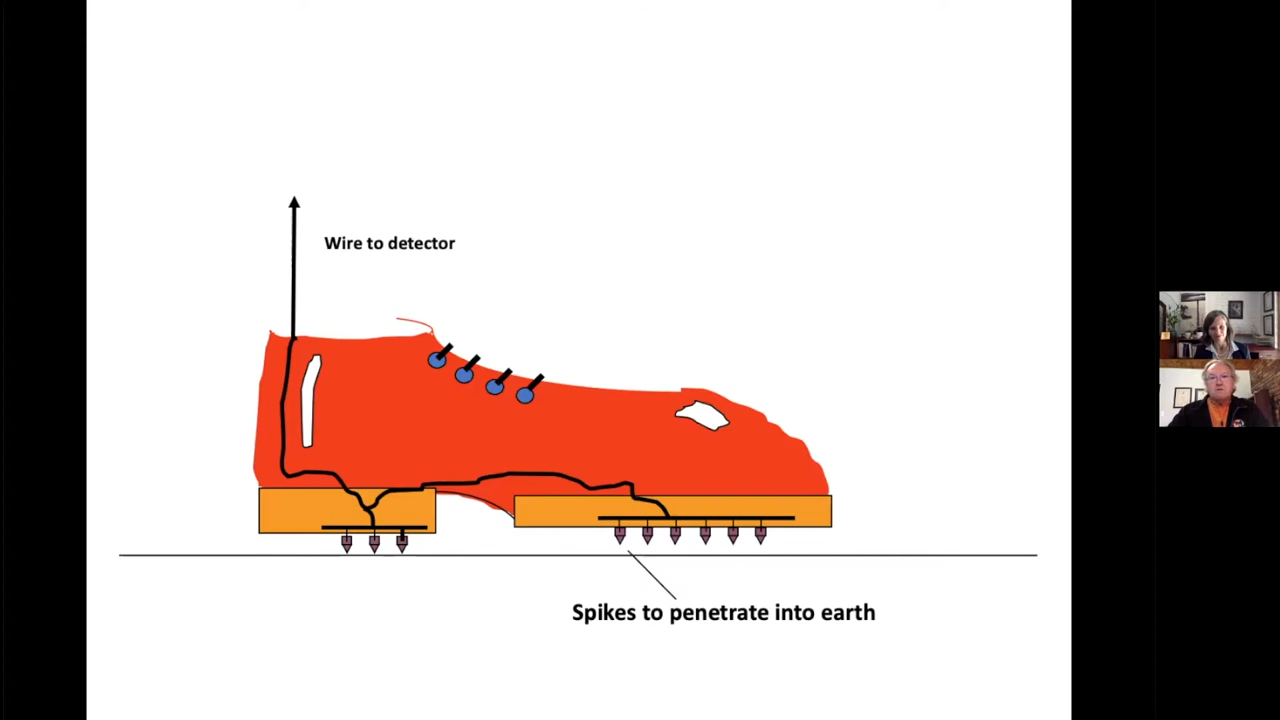 Wire to detector
Spikes to penetrate into earth